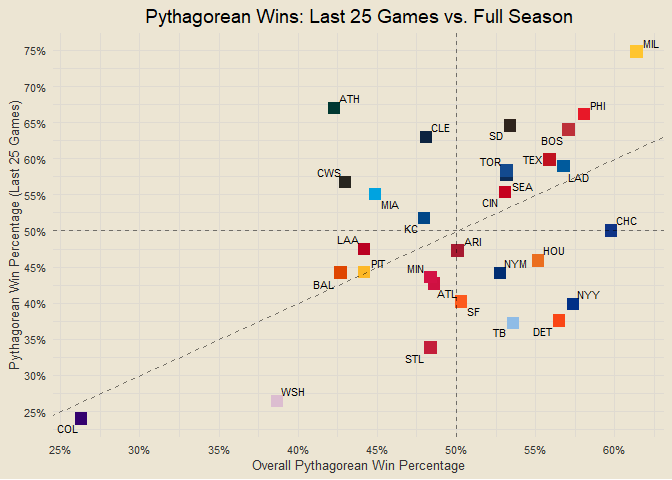 Pythagorean Wins: Last 25 Games vs. Full Season
Pythagorean Win Percentage (Last 25 Games)
75%
70%
65%
60%
55%
50%
45%
40%
35%
30%
25%
MIL
ATH
PHI
CLE
SD
BOS
TOR
TEX
LAD
CWS
SEA
MIA
CIN
KC
CHC
LAA
ARI
PIT
MIN
NYM
HOU
BAL
ATL
NYY
SF
TB
DET
STL
WSH
COL
25%
30%
35%
40%
45%
50%
55%
60%
Overall Pythagorean Win Percentage